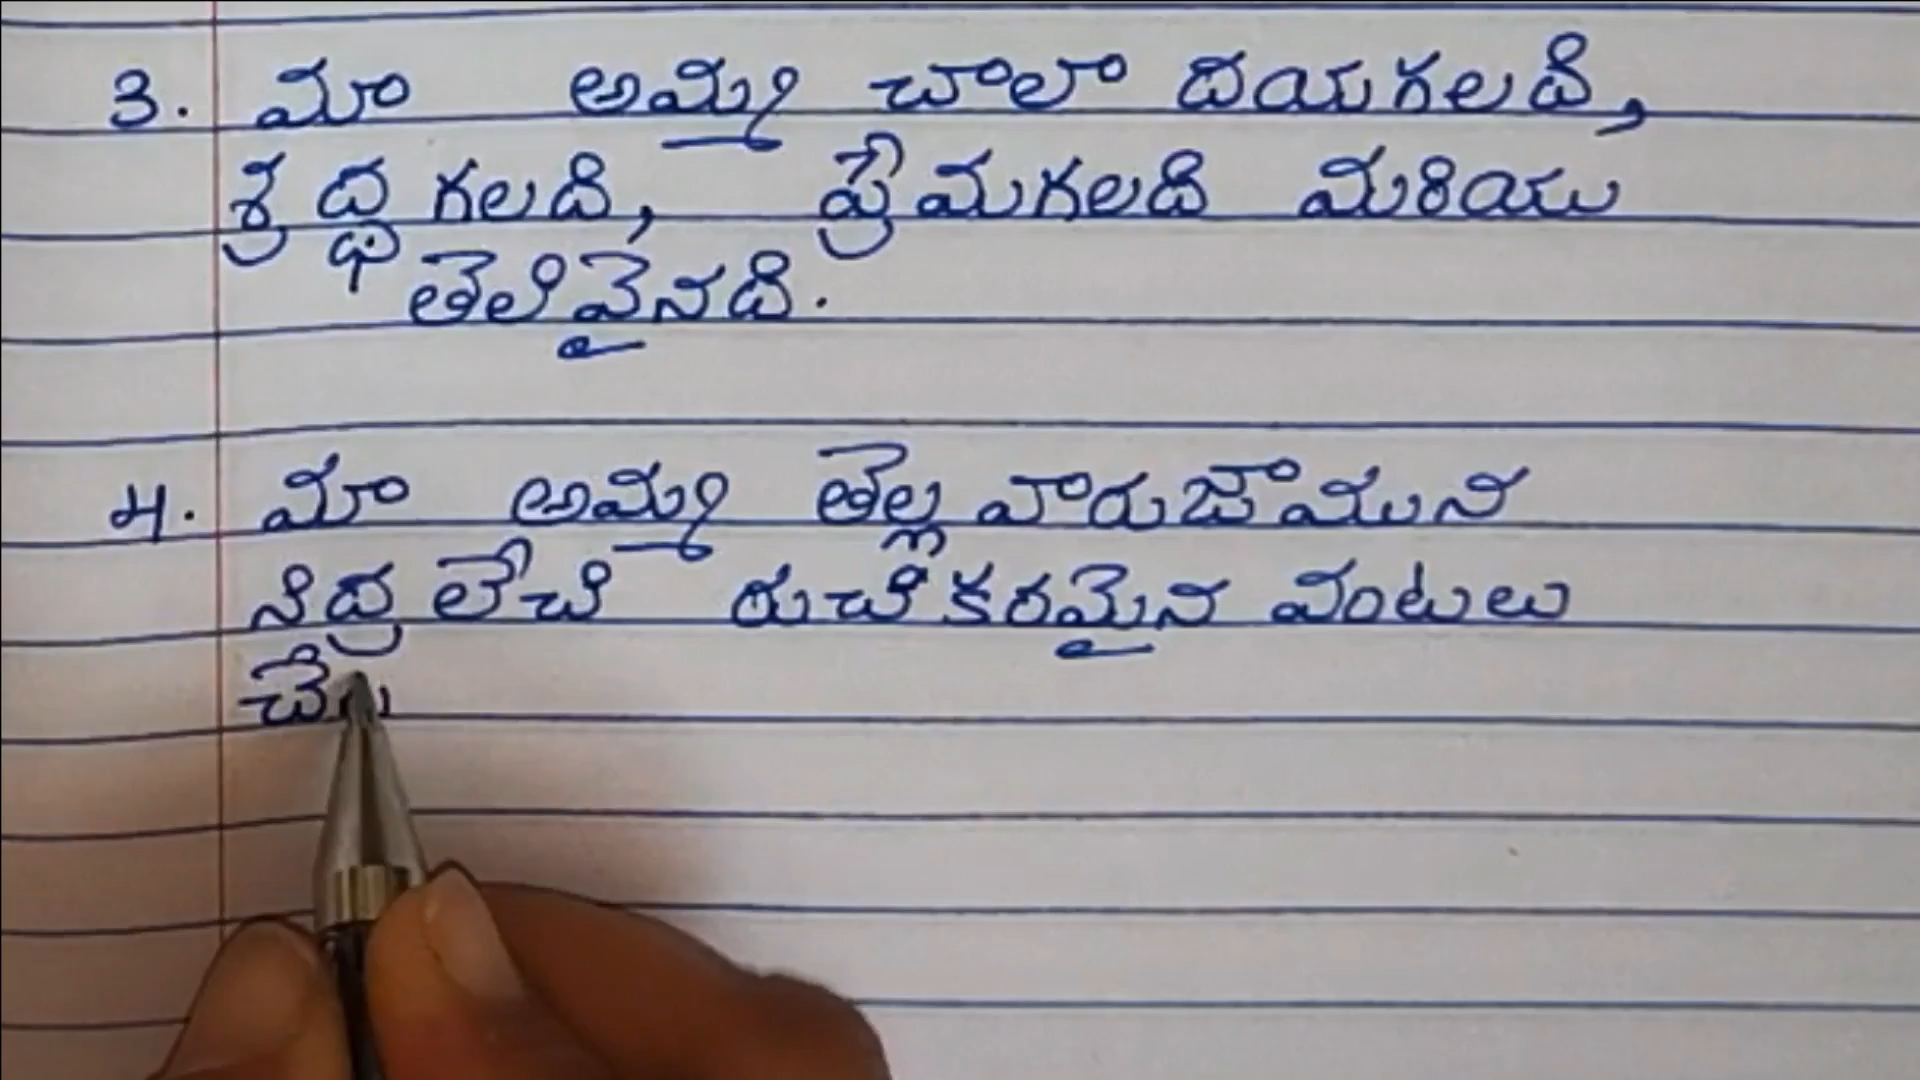 3. మా అమ్మ చాలా దయగలది,
శ్రద్ధగలది, ప్రేమగలది మరియు
తెలివైనది.
4. మా అమ్మ తెల్లవారుజామున
నిద్రలేచి రుచికరమైన వంటలు